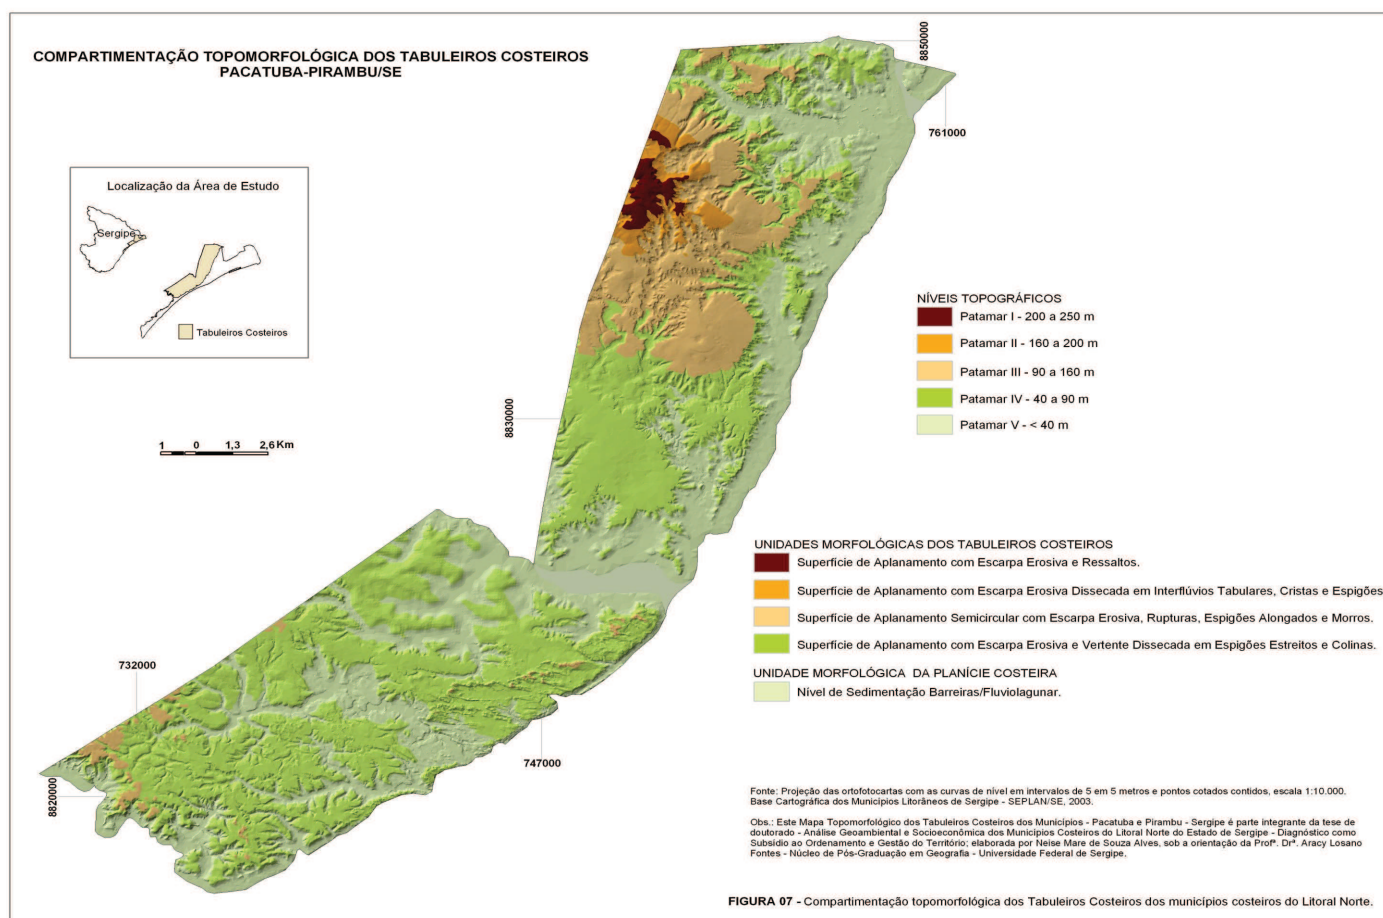 COMPARTIMENTAÇÃO TOPOMORFOLÓGICA DOS TABULEIROS COSTEIROS
PACATUBA-PIRAMBU/SE
8850000
761000
Localização da Área de Estudo
Sergipe
Tabuleiros Costeiros
NÍVEIS TOPOGRÁFICOS
Patamar I - 200 a 250 m
Patamar II - 160 a 200 m
Patamar III - 90 a 160 m
Patamar IV - 40 a 90 m
Patamar V - < 40 m
8830000
1 0 1,3 2,6 Km
UNIDADES MORFOLÓGICAS DOS TABULEIROS COSTEIROS
Superfície de Aplanamento com Escarpa Erosiva e Ressaltos.
Superfície de Aplanamento com Escarpa Erosiva Dissecada em Interflúvios Tabulares, Cristas e Espigões
Superfície de Aplanamento Semicircular com Escarpa Erosiva, Rupturas, Espigões Alongados e Morros.
Superfície de Aplanamento com Escarpa Erosiva e Vertente Dissecada em Espigões Estreitos e Colinas.
UNIDADE MORFOLÓGICA DA PLANÍCIE COSTEIRA
Nível de Sedimentação Barreiras/Fluviolagunar.
732000
747000
8820000
Fonte: Projeção das ortofotocartas com as curvas de nível em intervalos de 5 em 5 metros e pontos cotados contidos, escala 1:10.000.
Base Cartográfica dos Municípios Litorâneos de Sergipe - SEPLAN/SE, 2003.
Obs.: Este Mapa Topomorfológico dos Tabuleiros Costeiros dos Municípios - Pacatuba e Pirambu - Sergipe é parte integrante da tese de
doutorado - Análise Geoambiental e Socioeconômica dos Municípios Costeiros do Litoral Norte do Estado de Sergipe - Diagnóstico como
Subsídio ao Ordenamento e Gestão do Território; elaborada por Neise Mare de Souza Alves, sob a orientação da Profª. Drª. Aracy Losano
Fontes - Núcleo de Pós-Graduação em Geografia - Universidade Federal de Sergipe.
FIGURA 07 - Compartimentação topomorfológica dos Tabuleiros Costeiros dos municípios costeiros do Litoral Norte.